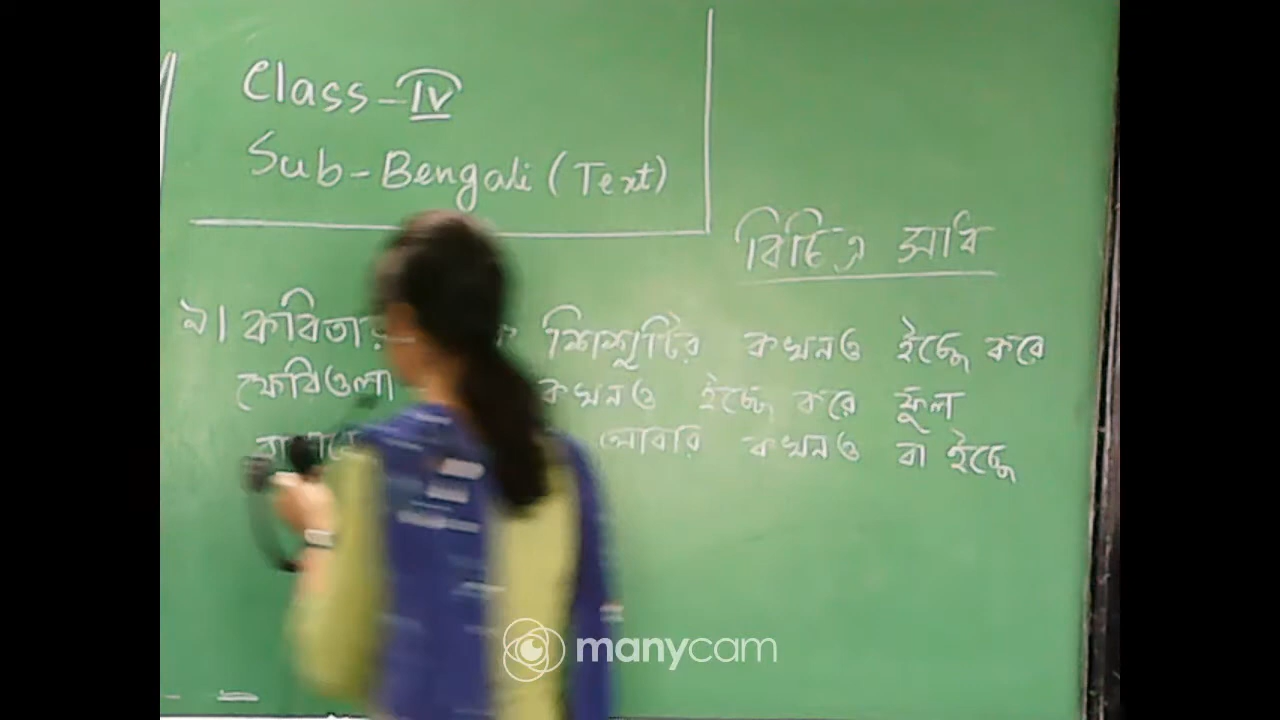 Class-IV
Sub-Bengali (Text)
বিচিত্র সাধ
১। কবিতার শিশুটির কখনও ইচ্ছে করে
ফেরিওলা কখনও ইচ্ছে করে ফুল
আবার কখনও বা ইচ্ছে
manycam